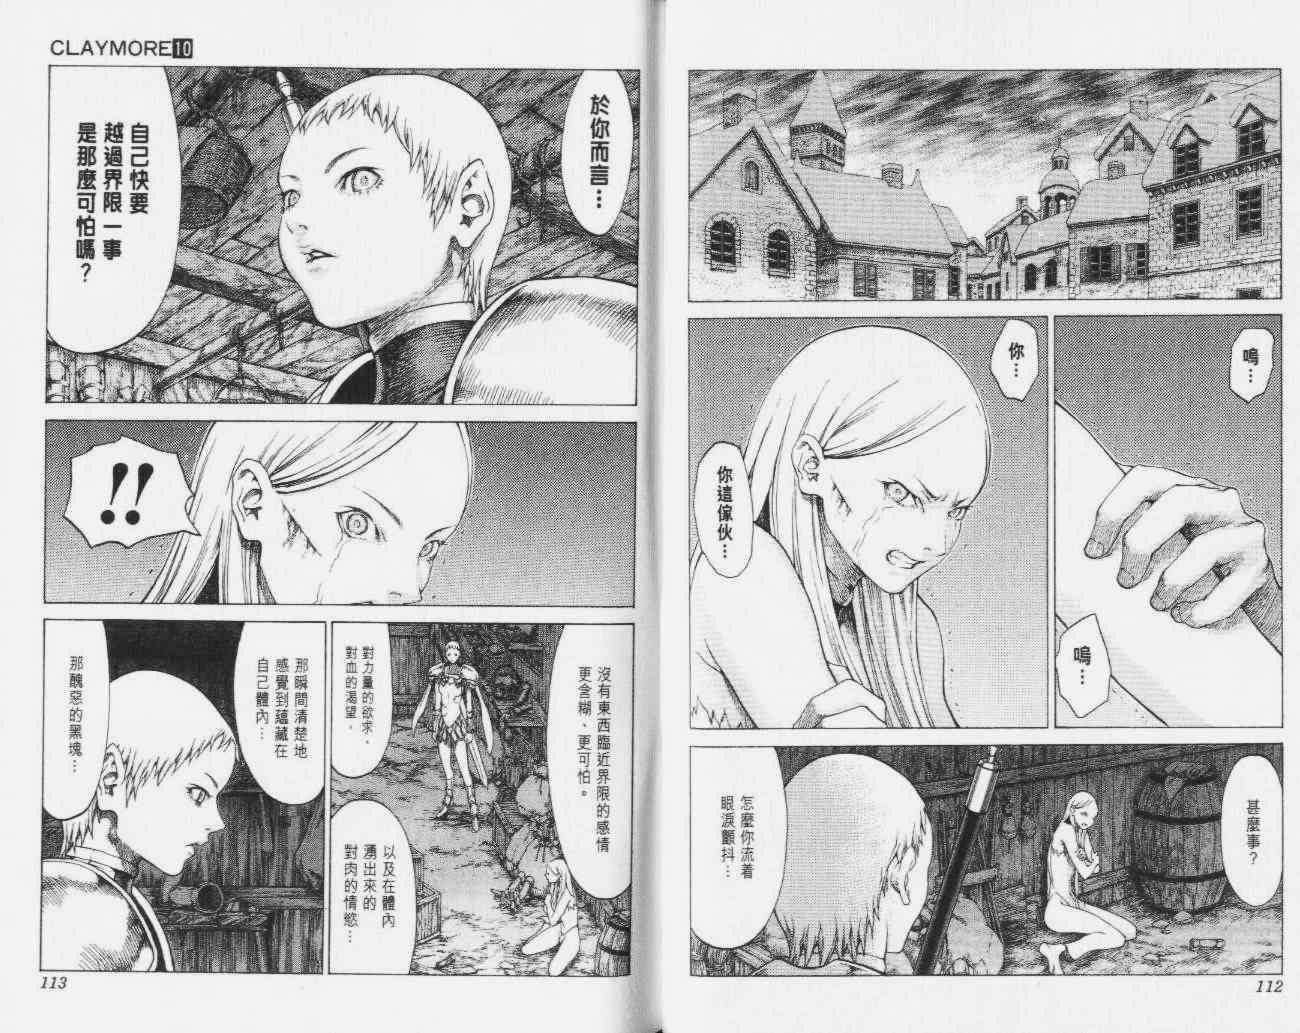 嗚…
嗚…
你…
你這傢伙…
甚麼事？
怎麼你流着
眼淚顫抖…
112
CLAYMORE10
於你而言…
自己快要
越過界限一事
是那麼可怕嗎？
!!
沒有東西臨近界限的感情
更含糊、更可怕。
對力量的欲求，
對血的渴望，
以及在體內
湧出來的
對肉的情慾…
那瞬間清楚地
感覺到蘊藏在
自己體內…
那醜惡的黑塊…
113